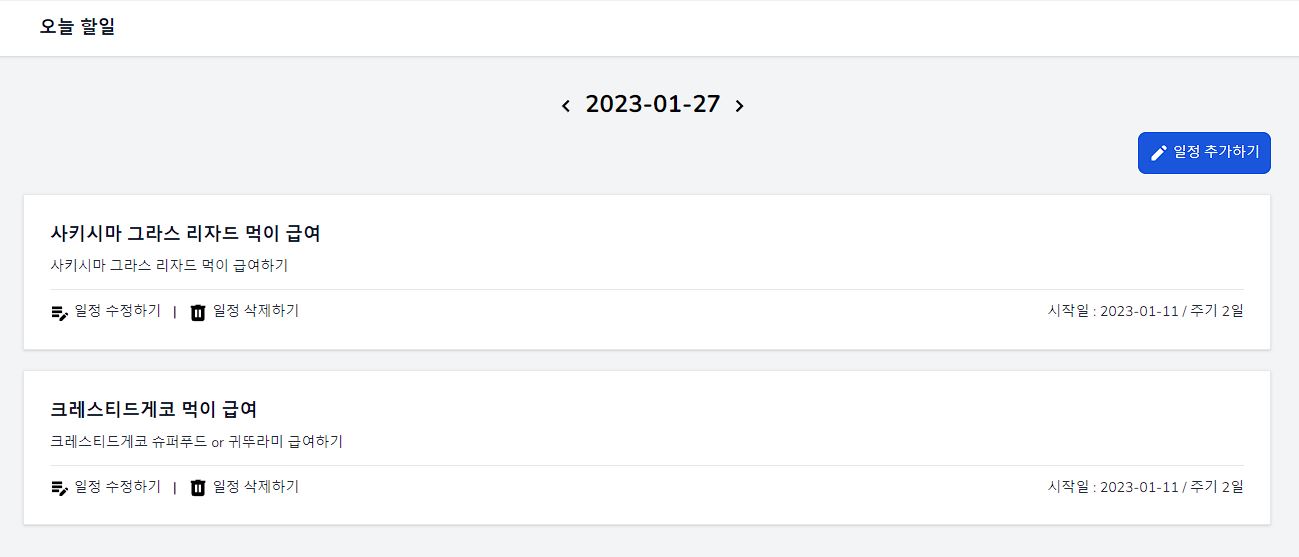 오늘 할일
2023-01-27
일정 추가하기
사키시마 그라스 리자드 먹이 급여
사키시마 그라스 리자드 먹이 급여하기
일정 수정하기 | 일정 삭제하기 시작일 : 2023-01-11 / 주기 2일
크레스티드게코 먹이 급여
크레스티드게코 슈퍼푸드 or 귀뚜라미 급여하기
일정 수정하기 | 일정 삭제하기 시작일 : 2023-01-11 / 주기 2일